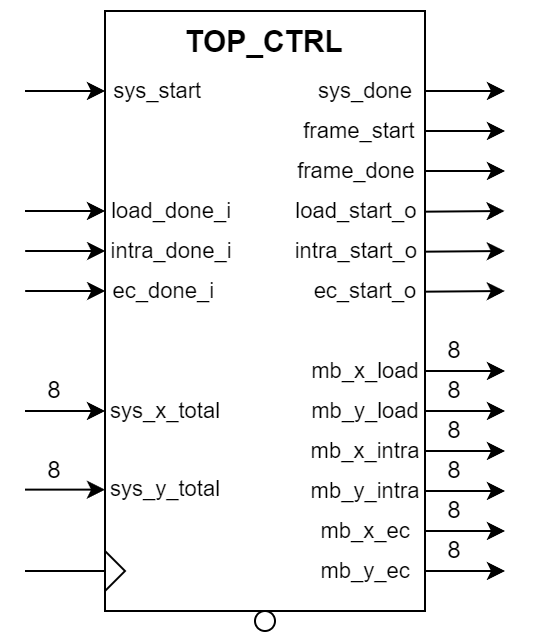 TOP_CTRL
sys_start
sys_done
frame_start
frame_done
load_done_i
load_start_o
intra_done_i
intra_start_o
ec_done_i
ec_start_o
8
mb_x_load
8
sys_x_total
mb_y_load
8
8
mb_x_intra
8
sys_y_total
mb_y_intra
8
8
mb_x_ec
8
mb_y_ec